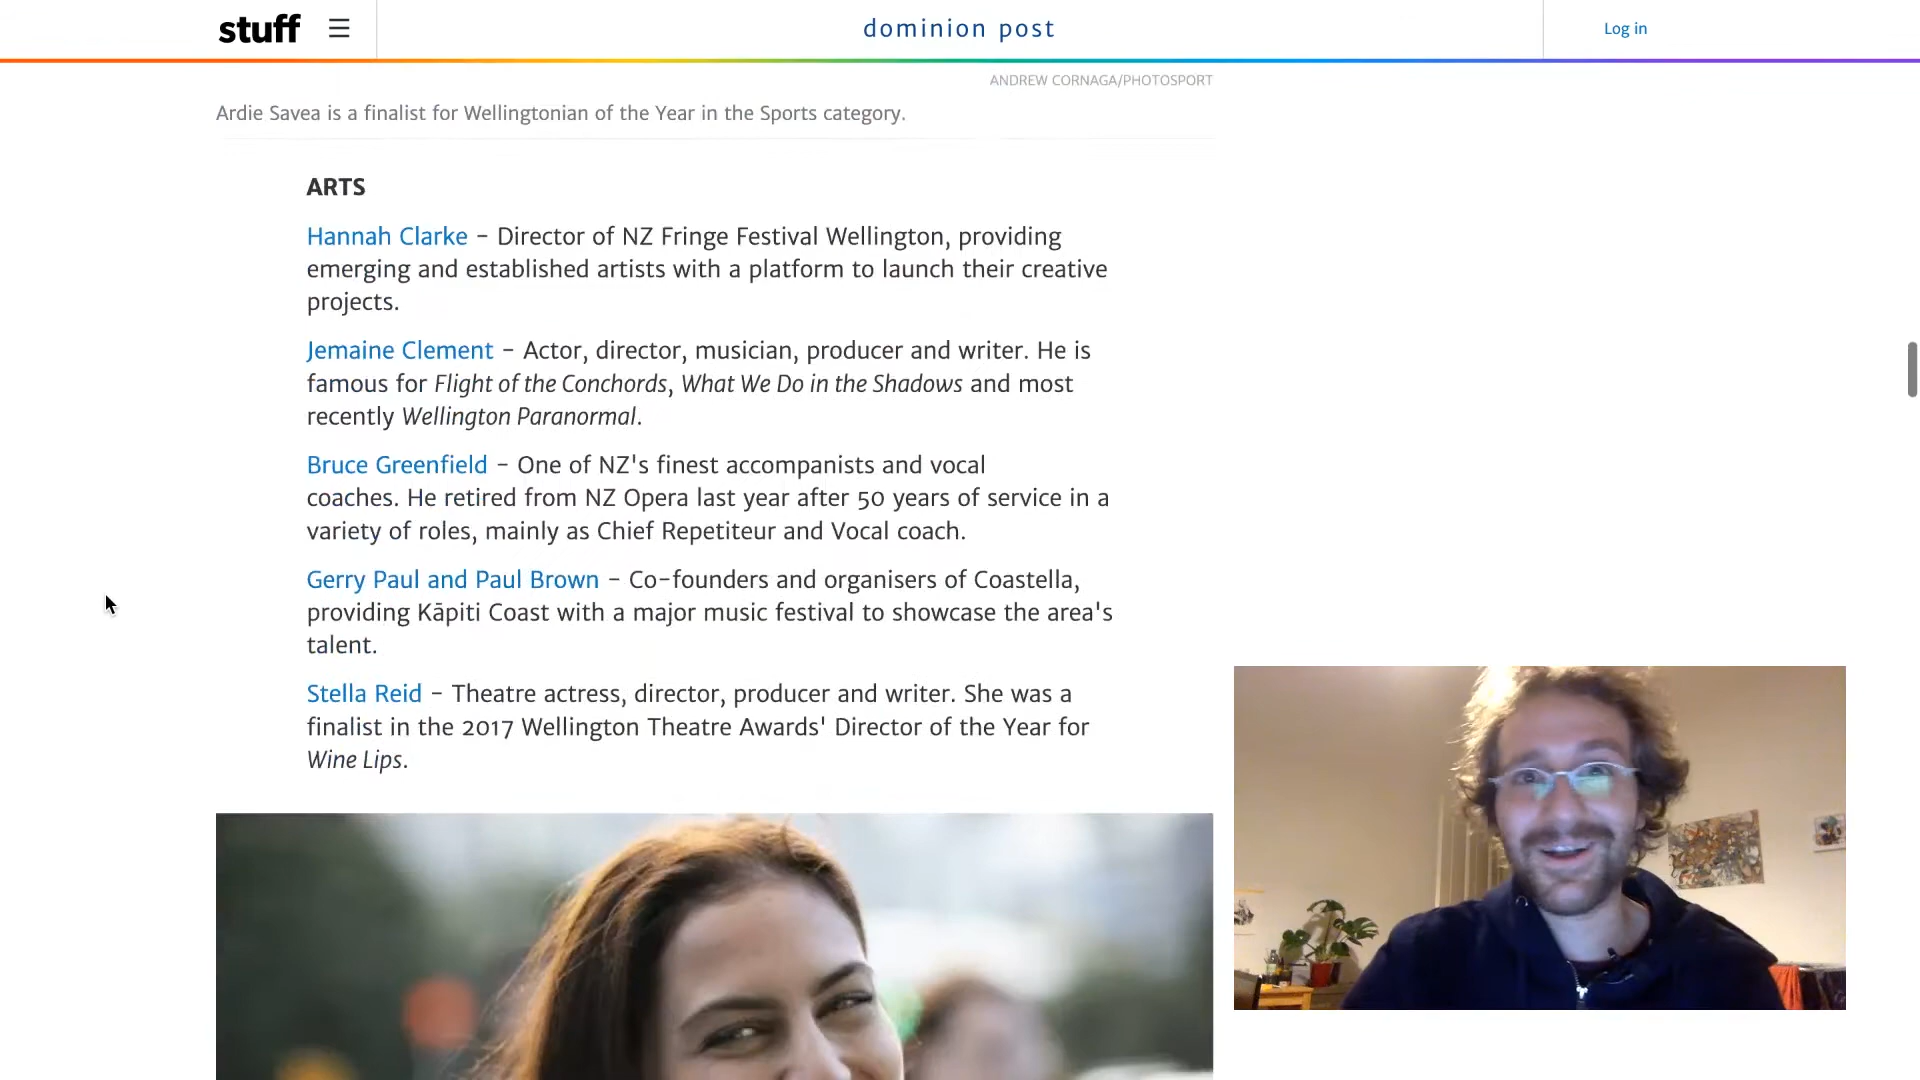 stuff
dominion post
Log in
ANDREW CORNAGA/PHOTOSPORT
Ardie Savea is a finalist for Wellingtonian of the Year in the Sports category.
ARTS
Hannah Clarke - Director of NZ Fringe Festival Wellington, providing
emerging and established artists with a platform to launch their creative
projects.
Jemaine Clement - Actor, director, musician, producer and writer. He is
famous for Flight of the Conchords, What We Do in the Shadows and most
recently Wellington Paranormal.
Bruce Greenfield - One of NZ's finest accompanists and vocal
coaches. He retired from NZ Opera last year after 50 years of service in a
variety of roles, mainly as Chief Repetiteur and Vocal coach.
Gerry Paul and Paul Brown - Co-founders and organisers of Coastella,
providing Kāpiti Coast with a major music festival to showcase the area's
talent.
Stella Reid - Theatre actress, director, producer and writer. She was a
finalist in the 2017 Wellington Theatre Awards' Director of the Year for
Wine Lips.